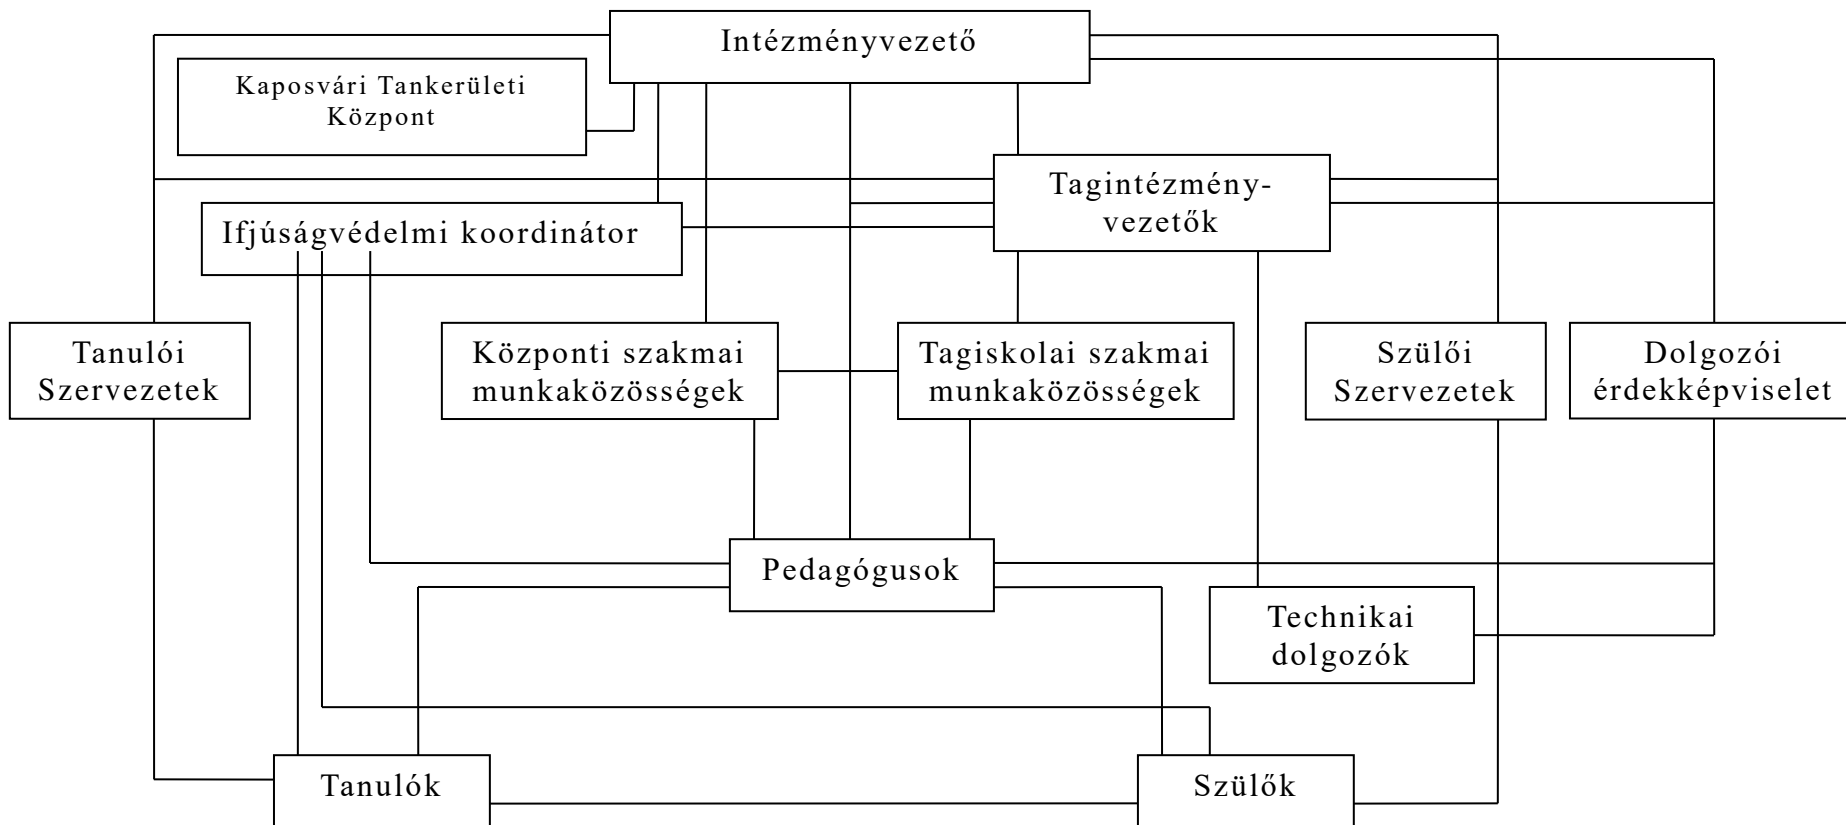 Intézményvezető
Kaposvári Tankerületi
Központ
Tagintézmény-
vezetők
Ifjúságvédelmi koordinátor
Tanulói
Szervezetek
Központi szakmai
munkaközösségek
Tagiskolai szakmai
munkaközösségek
Szülői
Szervezetek
Dolgozói
érdekképviselet
Pedagógusok
Technikai
dolgozók
Tanulók
Szülők